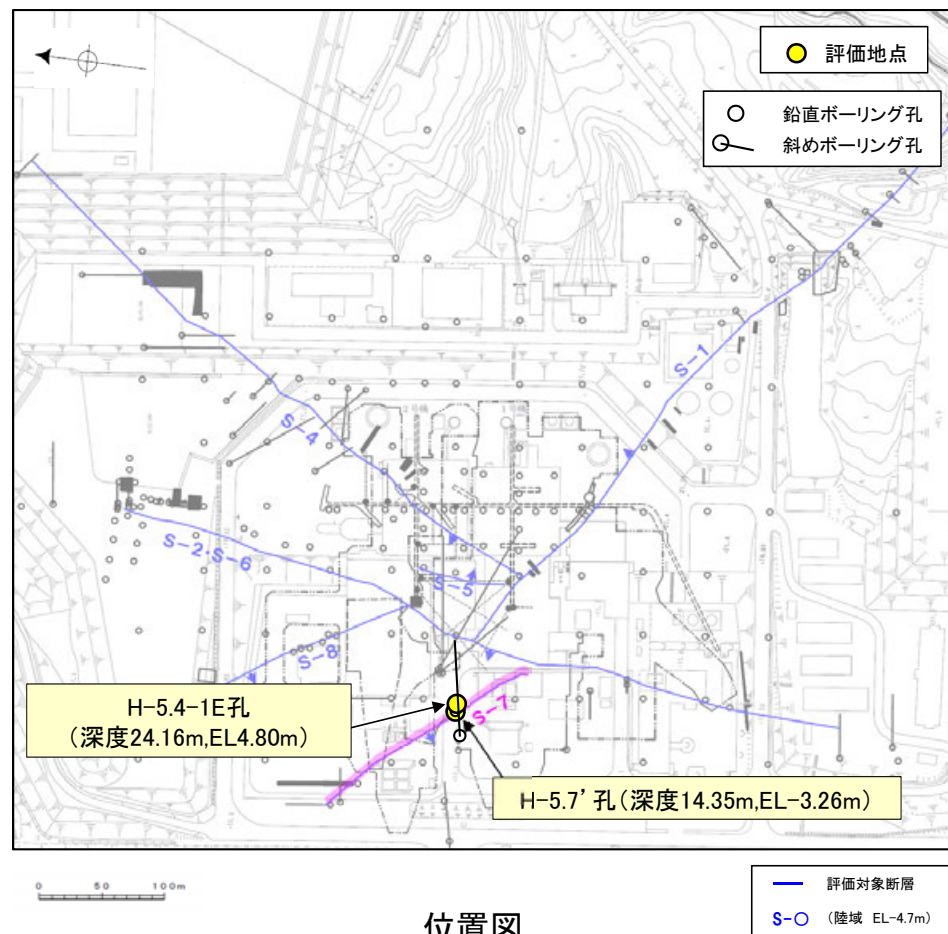 評価地点
鉛直ボーリング孔
斜めボーリング孔
S-1
S-4
S-2・S-6
S-5
S-8
S-7
H-5.4-1E孔
(深度24.16m,EL4.80m)
H-5.7’孔(深度14.35m,EL-3.26m)
0 50 100m
位置図
評価対象断層
S-○ (陸域 EL-4.7m)